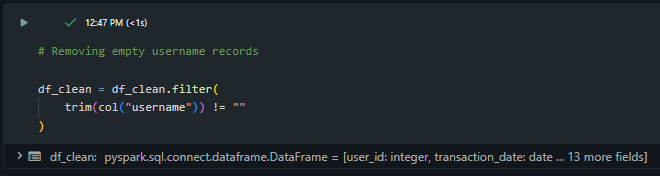 12:47 PM (<1s)
# Removing empty username records
df_clean = df_clean.filter(
    trim(col("username")) != ""
)
df_clean: pyspark.sql.connect.dataframe.DataFrame = [user_id: integer, transaction_date: date ... 13 more fields]